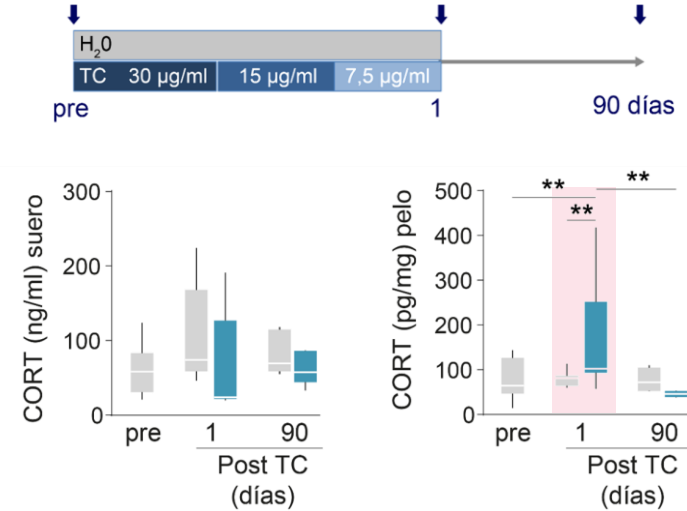 H₂0
TC 30 µg/ml 15 µg/ml 7,5 µg/ml
pre 1 90 días
CORT (ng/ml) suero
300
200
100
0
pre 1 90
Post TC
(días)
CORT (pg/mg) pelo
500
400
300
200
100
0
** **
**
pre 1 90
Post TC
(días)